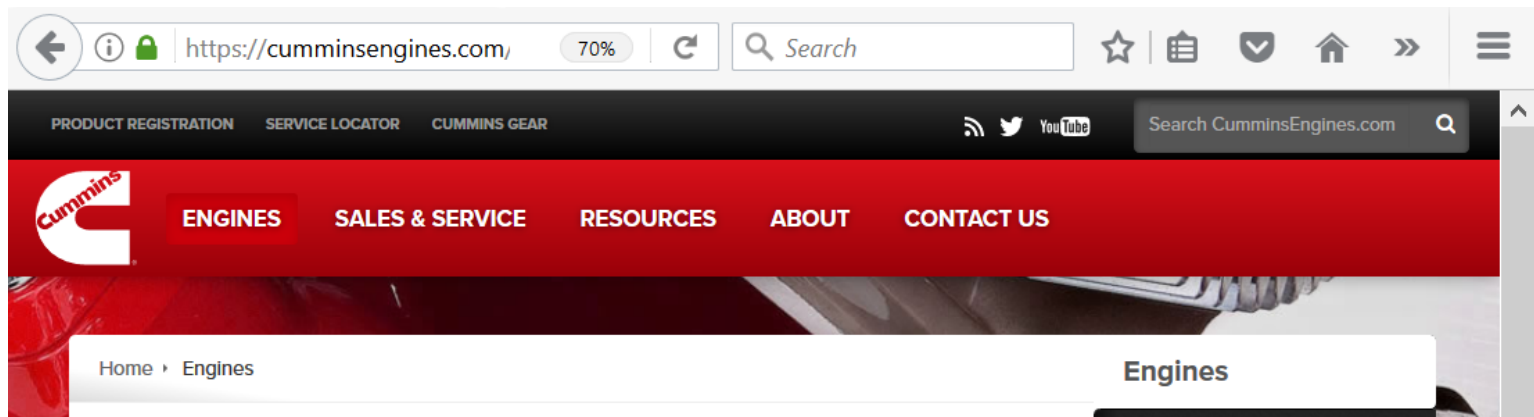 https://cumminsengines.com/ 70% Search
PRODUCT REGISTRATION SERVICE LOCATOR CUMMINS GEAR YouTube Search CumminsEngines.com
Cummins
ENGINES SALES & SERVICE RESOURCES ABOUT CONTACT US
Home Engines Engines